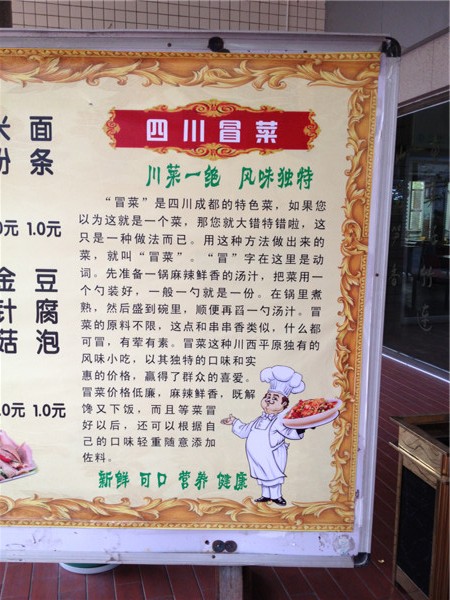 四川冒菜
川菜一绝 风味独特
“冒菜”是四川成都的特色菜，如果您
以为这就是一个菜，那您就大错特错啦，这
只是一种做法而已。用这种方法做出来的
菜，就叫“冒菜”。“冒”字在这里是动
词。先准备一锅麻辣鲜香的汤汁，把菜用一
个勺装好，一般一勺就是一份。在锅里煮
熟，然后盛到碗里，顺便再舀一勺汤汁。冒
菜的原料不限，这点和串串香类似，什么都
可冒，有荤有素。冒菜这种川西平原独有的
风味小吃，以其独特的口味和实
惠的价格，赢得了群众的喜爱。
冒菜价格低廉，麻辣鲜香，既解
馋又下饭，而且等菜冒
好以后，还可以根据自
己的口味轻重随意添加
佐料。
新鲜 可口 营养 健康
面
粉条
.0元 1.0元
金 豆
针 腐
菇 泡
.0元 1.0元